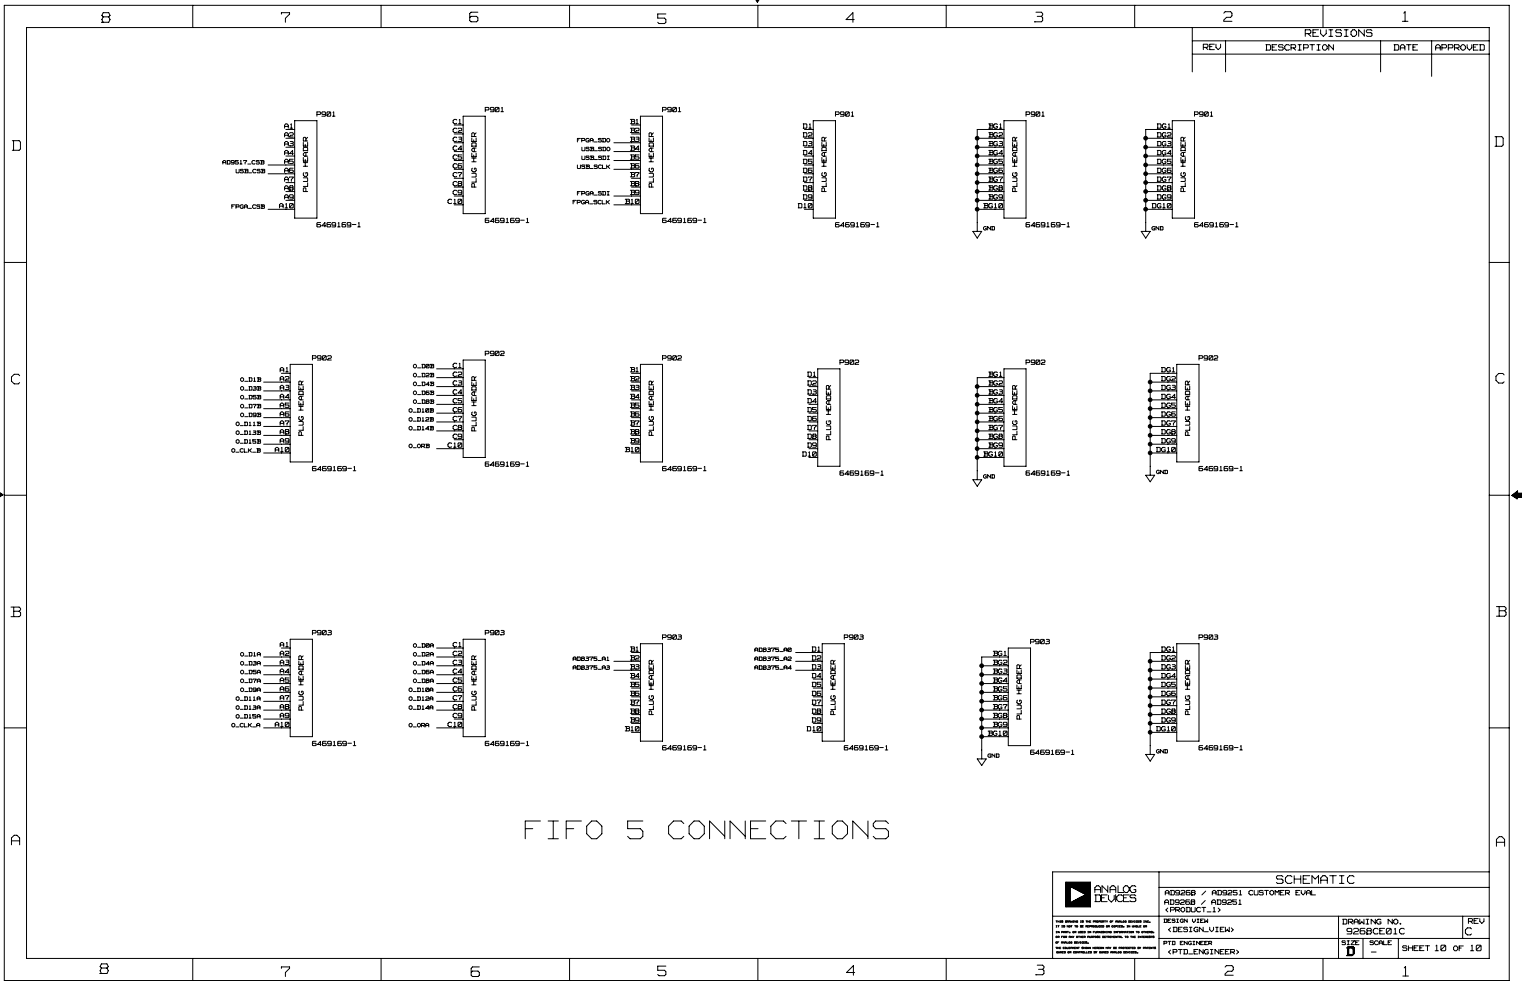 8 7 6 5 4 3 2 1
REVISIONS
REV DESCRIPTION DATE APPROVED
D
D
P901
A1
A2
A3
A4
AD9517_CSB A5
USB_CSB A6
A7
A8
A9
FPGA_CSB A10
PLUG HEADER
6469169-1
P901
C1
C2
C3
C4
C5
C6
C7
C8
C9
C10
PLUG HEADER
6469169-1
P901
B1
B2
FPGA_SDO B3
USB_SDO B4
USB_SDI B5
USB_SCLK B6
B7
B8
FPGA_SDI B9
FPGA_SCLK B10
PLUG HEADER
6469169-1
P901
D1
D2
D3
D4
D5
D6
D7
D8
D9
D10
PLUG HEADER
6469169-1
P901
BG1
BG2
BG3
BG4
BG5
BG6
BG7
BG8
BG9
BG10
PLUG HEADER
6469169-1
GND
P901
DG1
DG2
DG3
DG4
DG5
DG6
DG7
DG8
DG9
DG10
PLUG HEADER
6469169-1
GND
C
C
P902
A1
O_D1B A2
O_D3B A3
O_D5B A4
O_D7B A5
O_D9B A6
O_D11B A7
O_D13B A8
O_D15B A9
O_CLK_B A10
PLUG HEADER
6469169-1
P902
O_D0B C1
O_D2B C2
O_D4B C3
O_D6B C4
O_D8B C5
O_D10B C6
O_D12B C7
O_D14B C8
C9
O_ORB C10
PLUG HEADER
6469169-1
P902
B1
B2
B3
B4
B5
B6
B7
B8
B9
B10
PLUG HEADER
6469169-1
P902
D1
D2
D3
D4
D5
D6
D7
D8
D9
D10
PLUG HEADER
6469169-1
P902
BG1
BG2
BG3
BG4
BG5
BG6
BG7
BG8
BG9
BG10
PLUG HEADER
6469169-1
GND
P902
DG1
DG2
DG3
DG4
DG5
DG6
DG7
DG8
DG9
DG10
PLUG HEADER
6469169-1
GND
B
B
P903
A1
O_D1A A2
O_D3A A3
O_D5A A4
O_D7A A5
O_D9A A6
O_D11A A7
O_D13A A8
O_D15A A9
O_CLK_A A10
PLUG HEADER
6469169-1
P903
O_D0A C1
O_D2A C2
O_D4A C3
O_D6A C4
O_D8A C5
O_D10A C6
O_D12A C7
O_D14A C8
C9
O_ORA C10
PLUG HEADER
6469169-1
P903
B1
AD8375_A1 B2
AD8375_A3 B3
B4
B5
B6
B7
B8
B9
B10
PLUG HEADER
6469169-1
P903
AD8375_A0 D1
AD8375_A2 D2
AD8375_A4 D3
D4
D5
D6
D7
D8
D9
D10
PLUG HEADER
6469169-1
P903
BG1
BG2
BG3
BG4
BG5
BG6
BG7
BG8
BG9
BG10
PLUG HEADER
6469169-1
GND
P903
DG1
DG2
DG3
DG4
DG5
DG6
DG7
DG8
DG9
DG10
PLUG HEADER
6469169-1
GND
A
A
FIFO 5 CONNECTIONS
ANALOG
DEVICES
SCHEMATIC
AD9268 / AD9251 CUSTOMER EVAL
AD9268 / AD9251
<PRODUCT_1>
DESIGN VIEW
<DESIGN_VIEW>
DRAWING NO.
9268CE01C
REV
C
PTD ENGINEER
<PTD_ENGINEER>
SIZE
D
SCALE
-
SHEET 10 OF 10
8 7 6 5 4 3 2 1